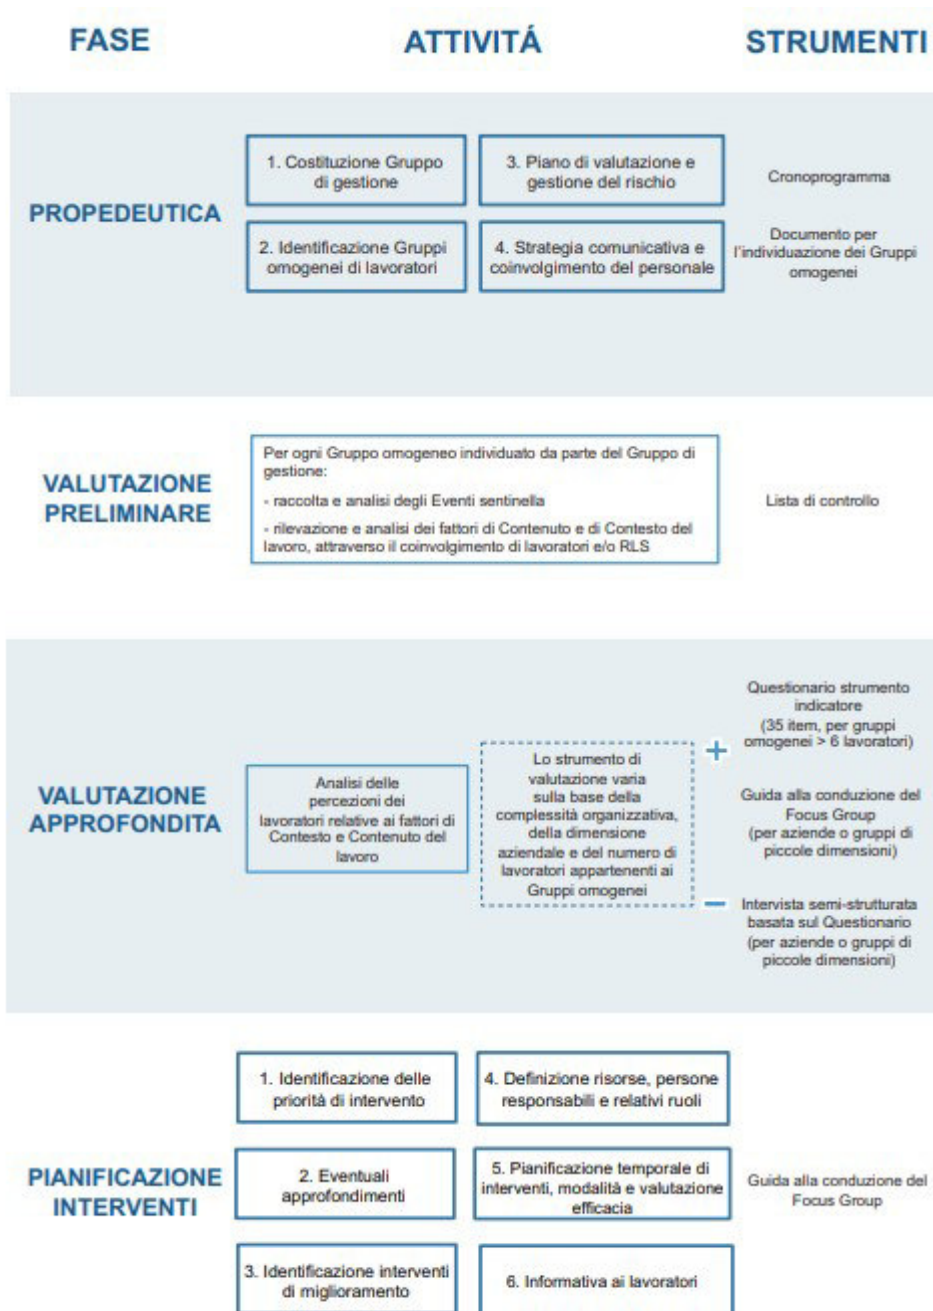 FASE
ATTIVITÁ
STRUMENTI
PROPEDEUTICA
1. Costituzione Gruppo
di gestione
3. Piano di valutazione e
gestione del rischio
2. Identificazione Gruppi
omogenei di lavoratori
4. Strategia comunicativa e
coinvolgimento del personale
Cronoprogramma
Documento per
l'individuazione dei Gruppi
omogenei
VALUTAZIONE
PRELIMINARE
Per ogni Gruppo omogeneo individuato da parte del Gruppo di
gestione:
- raccolta e analisi degli Eventi sentinella
- rilevazione e analisi dei fattori di Contenuto e di Contesto del
lavoro, attraverso il coinvolgimento di lavoratori e/o RLS
Lista di controllo
VALUTAZIONE
APPROFONDITA
Analisi delle
percezioni dei
lavoratori relative ai fattori di
Contesto e Contenuto del
lavoro
Lo strumento di
valutazione varia
sulla base della
complessità organizzativa,
della dimensione
aziendale e del numero di
lavoratori appartenenti ai
Gruppi omogenei
+
Questionario strumento
indicatore
(35 item, per gruppi
omogenei > 6 lavoratori)
Guida alla conduzione del
Focus Group
(per aziende o gruppi di
piccole dimensioni)
−
Intervista semi-strutturata
basata sul Questionario
(per aziende o gruppi di
piccole dimensioni)
PIANIFICAZIONE
INTERVENTI
1. Identificazione delle
priorità di intervento
4. Definizione risorse, persone
responsabili e relativi ruoli
2. Eventuali
approfondimenti
5. Pianificazione temporale di
interventi, modalità e valutazione
efficacia
3. Identificazione interventi
di miglioramento
6. Informativa ai lavoratori
Guida alla conduzione del
Focus Group